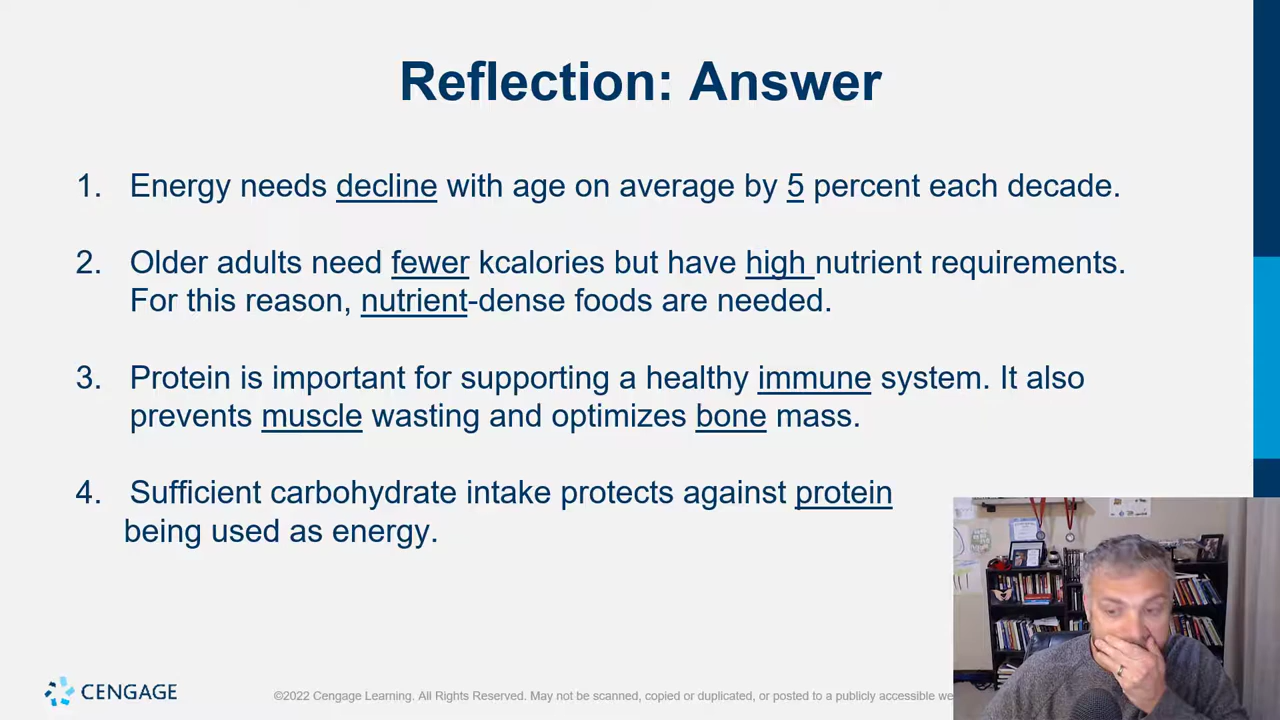 Reflection: Answer
1. Energy needs decline with age on average by 5 percent each decade.
2. Older adults need fewer kcalories but have high nutrient requirements.
For this reason, nutrient-dense foods are needed.
3. Protein is important for supporting a healthy immune system. It also
prevents muscle wasting and optimizes bone mass.
4. Sufficient carbohydrate intake protects against protein
being used as energy.
CENGAGE
©2022 Cengage Learning. All Rights Reserved. May not be scanned, copied or duplicated, or posted to a publicly accessible we